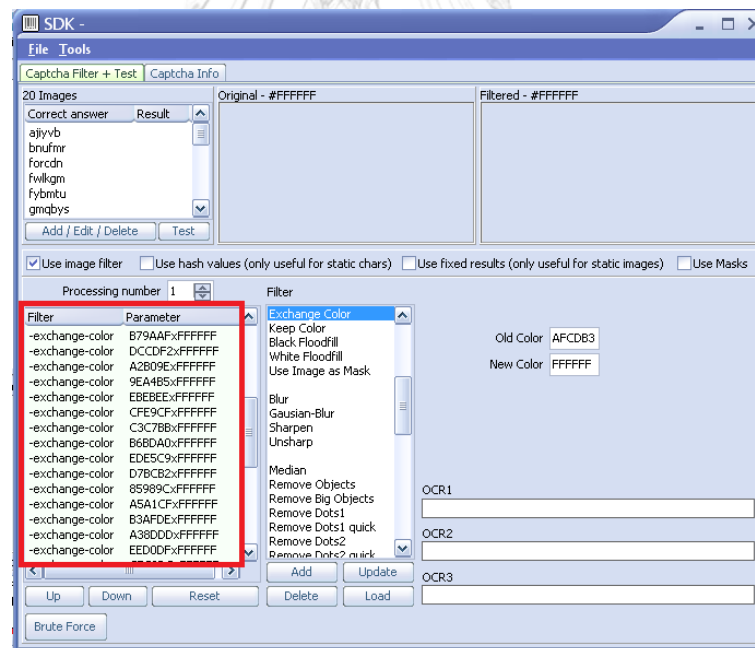 SDK -
File Tools
Captcha Filter + Test Captcha Info
20 Images Original - #FFFFFF Filtered - #FFFFFF
Correct answer Result
ajiyvb
bnufmr
forcdn
fwlkgm
fybmtu
gmqbys
Add / Edit / Delete Test
Use image filter Use hash values (only useful for static chars) Use fixed results (only useful for static images) Use Masks
Processing number 1 Filter
Filter Parameter
-exchange-color B79AAFxFFFFFF
-exchange-color DCCDF2xFFFFFF
-exchange-color A2B09ExFFFFFF
-exchange-color 9EA4B5xFFFFFF
-exchange-color EBEBEExFFFFFF
-exchange-color CFE9CFxFFFFFF
-exchange-color C3C7BBxFFFFFF
-exchange-color B6BDA0xFFFFFF
-exchange-color EDE5C9xFFFFFF
-exchange-color D7BCB2xFFFFFF
-exchange-color 85989CxFFFFFF
-exchange-color A5A1CFxFFFFFF
-exchange-color B3AFDExFFFFFF
-exchange-color A38DDDxFFFFFF
-exchange-color EED0DFxFFFFFF
Exchange Color
Keep Color
Black Floodfill
White Floodfill
Use Image as Mask
Blur
Gausian-Blur
Sharpen
Unsharp
Median
Remove Objects
Remove Big Objects
Remove Dots1
Remove Dots1 quick
Remove Dots2
Remove Dots2 quick
Old Color AFCDB3
New Color FFFFFF
OCR1
OCR2
OCR3
Add Update
Up Down Reset Delete Load
Brute Force